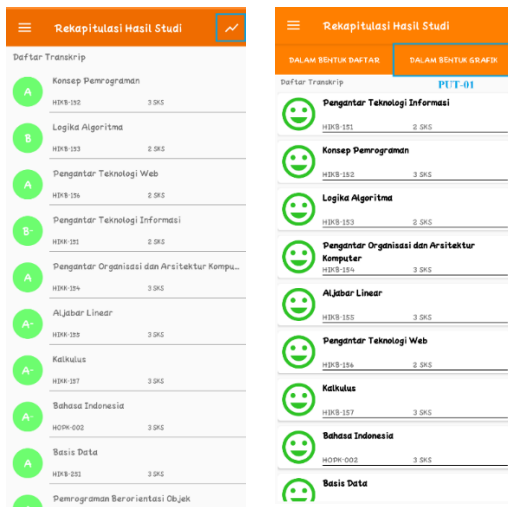 Rekapitulasi Hasil Studi
Daftar Transkrip
A
Konsep Pemrograman
HIKB-152 3 SKS
B
Logika Algoritma
HIKB-153 2 SKS
A
Pengantar Teknologi Web
HIKB-156 2 SKS
B-
Pengantar Teknologi Informasi
HIKK-151 2 SKS
A
Pengantar Organisasi dan Arsitektur Kompu...
HIKK-154 3 SKS
A-
Aljabar Linear
HIKK-155 3 SKS
A-
Kalkulus
HIKK-157 3 SKS
A-
Bahasa Indonesia
HOPK-002 3 SKS
A
Basis Data
HIKB-251 3 SKS
Pemrograman Berorientasi Objek
Rekapitulasi Hasil Studi
DALAM BENTUK DAFTAR DALAM BENTUK GRAFIK
Daftar Transkrip PUT-01
Pengantar Teknologi Informasi
HIKB-151 2 SKS
Konsep Pemrograman
HIKB-152 3 SKS
Logika Algoritma
HIKB-153 2 SKS
Pengantar Organisasi dan Arsitektur
Komputer
HIKB-154 3 SKS
Aljabar Linear
HIKB-155 3 SKS
Pengantar Teknologi Web
HIKB-156 2 SKS
Kalkulus
HIKB-157 3 SKS
Bahasa Indonesia
HOPK-002 3 SKS
Basis Data